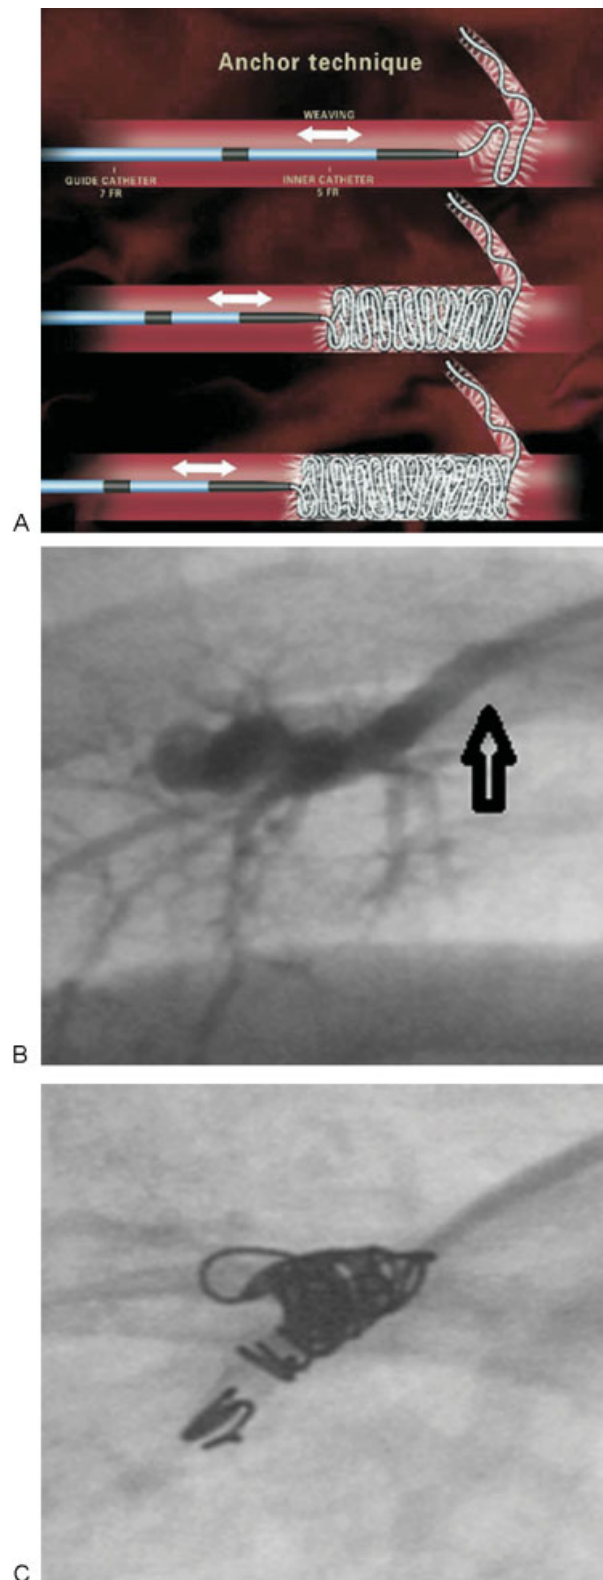 Anchor technique
WEAVING
GUIDE CATHETER
7 FR
INNER CATHETER
5 FR
A
B
C